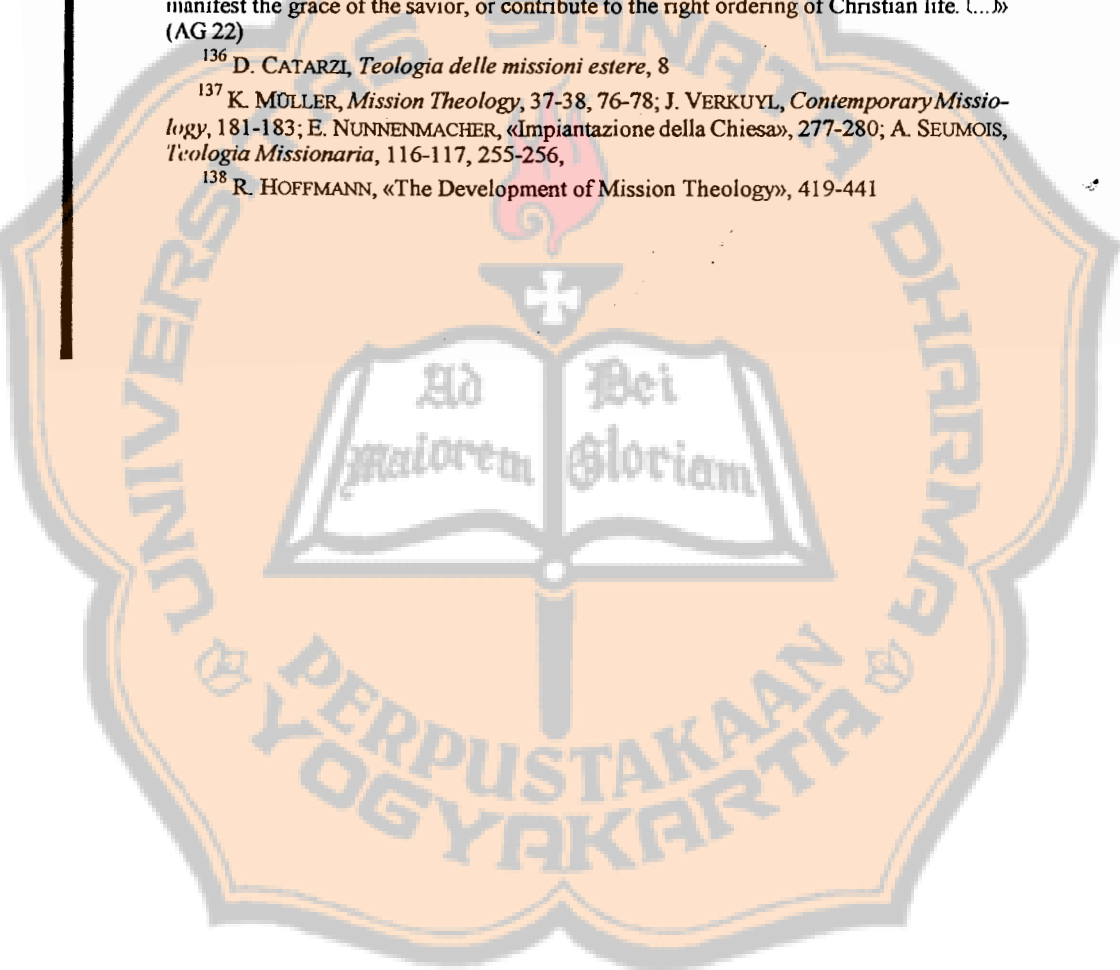 manifest the grace of the savior, or contribute to the right ordering of Christian life. (...)»
(AG 22)
136 D. CATARZI, Teologia delle missioni estere, 8
137 K. MÜLLER, Mission Theology, 37-38, 76-78; J. VERKUYL, Contemporary Missio-
logy, 181-183; E. NUNNENMACHER, «Impiantazione della Chiesa», 277-280; A. SEUMOIS,
Teologia Missionaria, 116-117, 255-256,
138 R. HOFFMANN, «The Development of Mission Theology», 419-441
UNIVERSITAS SANATA DHARMA
Ad Dei
maiorem Gloriam
PERPUSTAKAAN
YOGYAKARTA